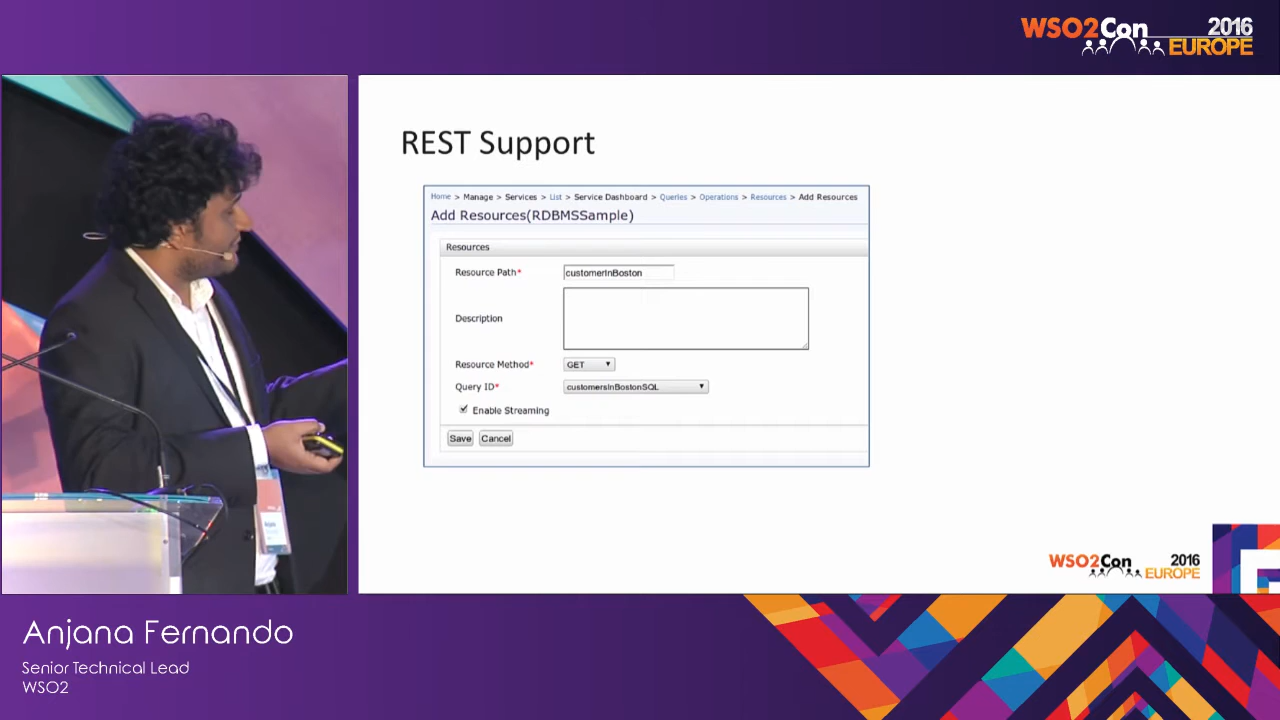 WSO2Con 2016
EUROPE
REST Support
Home > Manage > Services > List > Service Dashboard > Queries > Operations > Resources > Add Resources
Add Resources(RDBMSSample)
Resources
Resource Path*
customerInBoston
Description
Resource Method*
GET
Query ID*
customersInBostonSQL
Enable Streaming
Save
Cancel
WSO2Con 2016
EUROPE
Anjana Fernando
Senior Technical Lead
WSO2